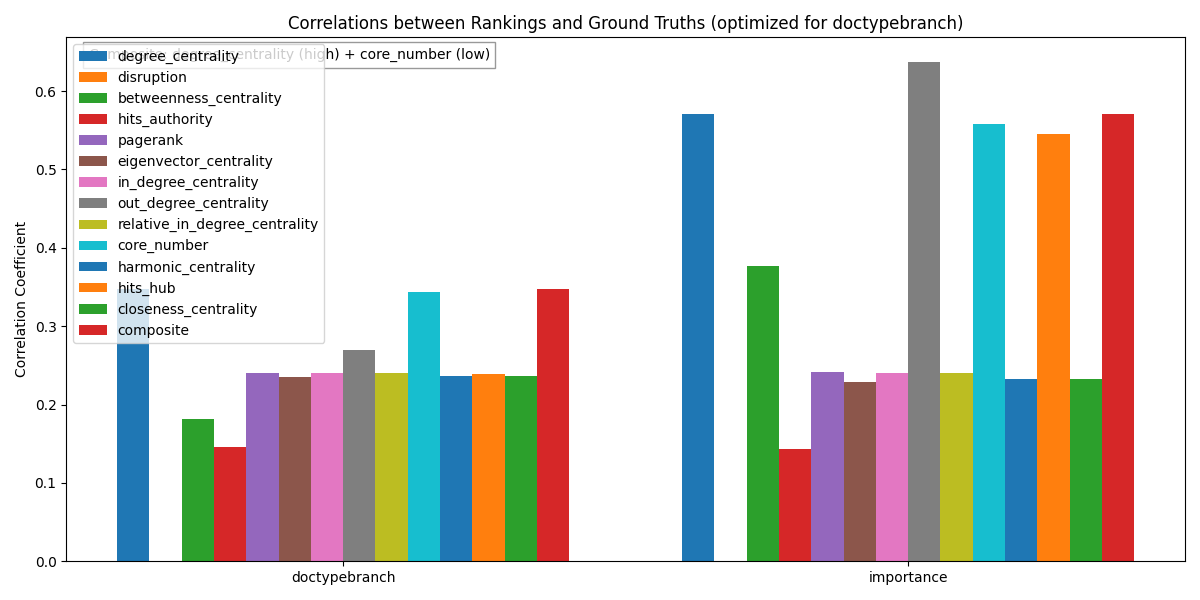 Correlations between Rankings and Ground Truths (optimized for doctypebranch)
Composite: degree_centrality (high) + core_number (low)
degree_centrality
disruption
betweenness_centrality
hits_authority
pagerank
eigenvector_centrality
in_degree_centrality
out_degree_centrality
relative_in_degree_centrality
core_number
harmonic_centrality
hits_hub
closeness_centrality
composite
Correlation Coefficient
0.6
0.5
0.4
0.3
0.2
0.1
0.0
doctypebranch
importance